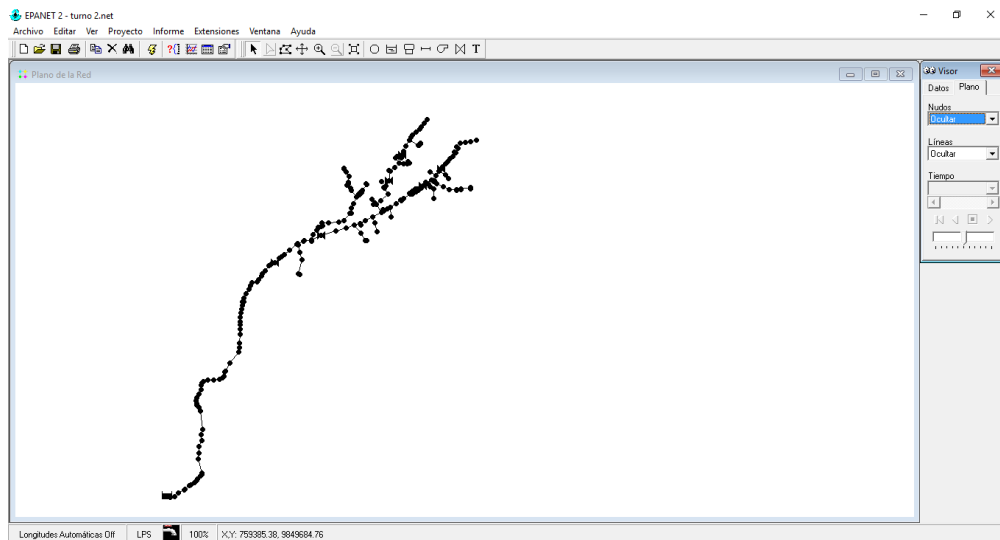 EPANET 2 - turno 2.net
Archivo Editar Ver Proyecto Informe Extensiones Ventana Ayuda
T
Plano de la Red
Visor
Datos Plano
Nudos
Ocultar
Líneas
Ocultar
Tiempo
Longitudes Automáticas Off LPS 100% X,Y: 759385.38, 9849684.76